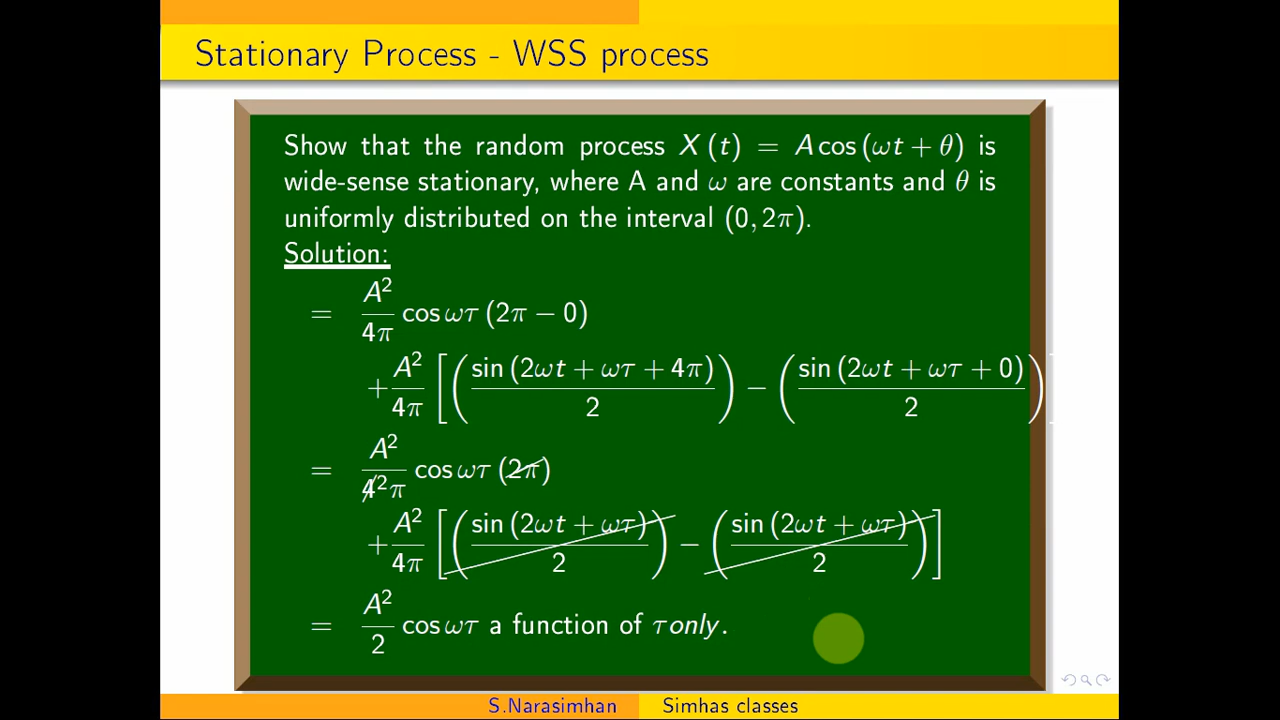 Stationary Process - WSS process
Show that the random process X (t) = A cos (ωt + θ) is
wide-sense stationary, where A and ω are constants and θ is
uniformly distributed on the interval (0, 2π).
Solution:
= A²/4π cos ωτ (2π − 0)
+ A²/4π [(sin (2ωt + ωτ + 4π)/2) − (sin (2ωt + ωτ + 0)/2)]
= A²/4²π cos ωτ (2π)
+ A²/4π [(sin (2ωt + ωτ)/2) − (sin (2ωt + ωτ)/2)]
= A²/2 cos ωτ a function of τ only.
S.Narasimhan Simhas classes